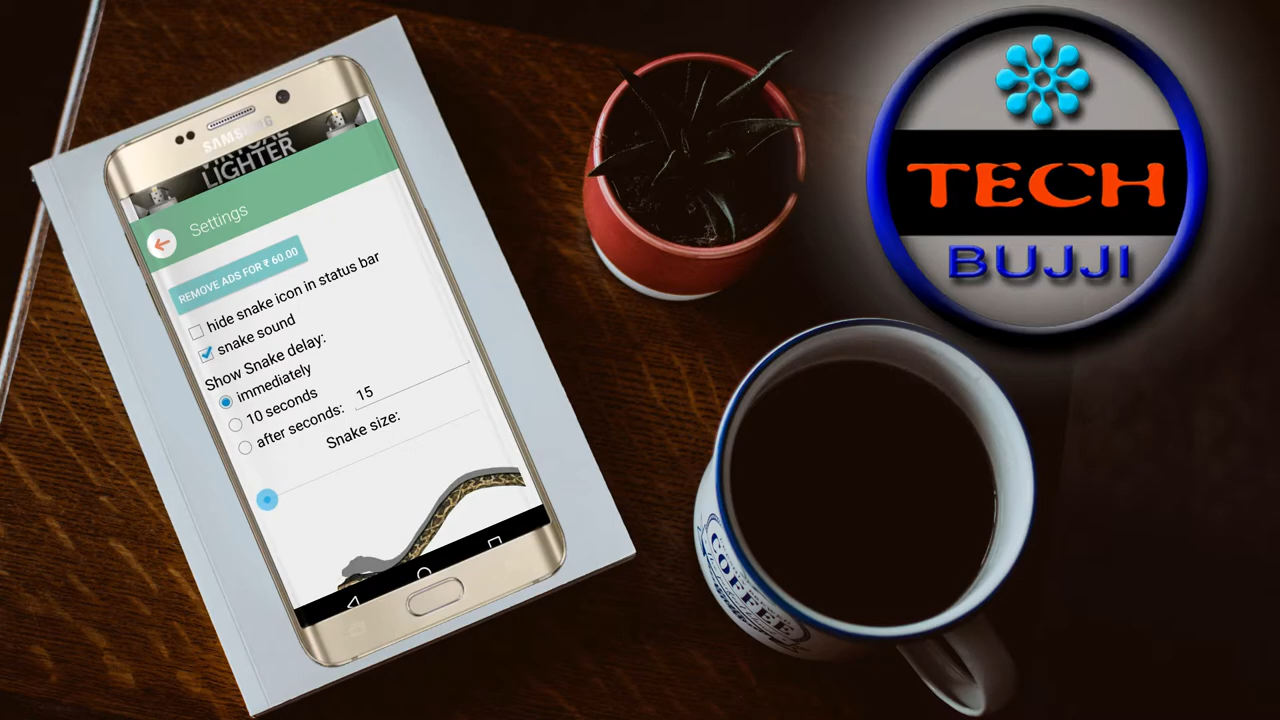 SAMSUNG
VIRTUAL
LIGHTER
Settings
REMOVE ADS FOR ₹ 60.00
hide snake icon in status bar
snake sound
Show Snake delay:
immediately
10 seconds
after seconds: 15
Snake size:
TECH
BUJJI
COFFEE